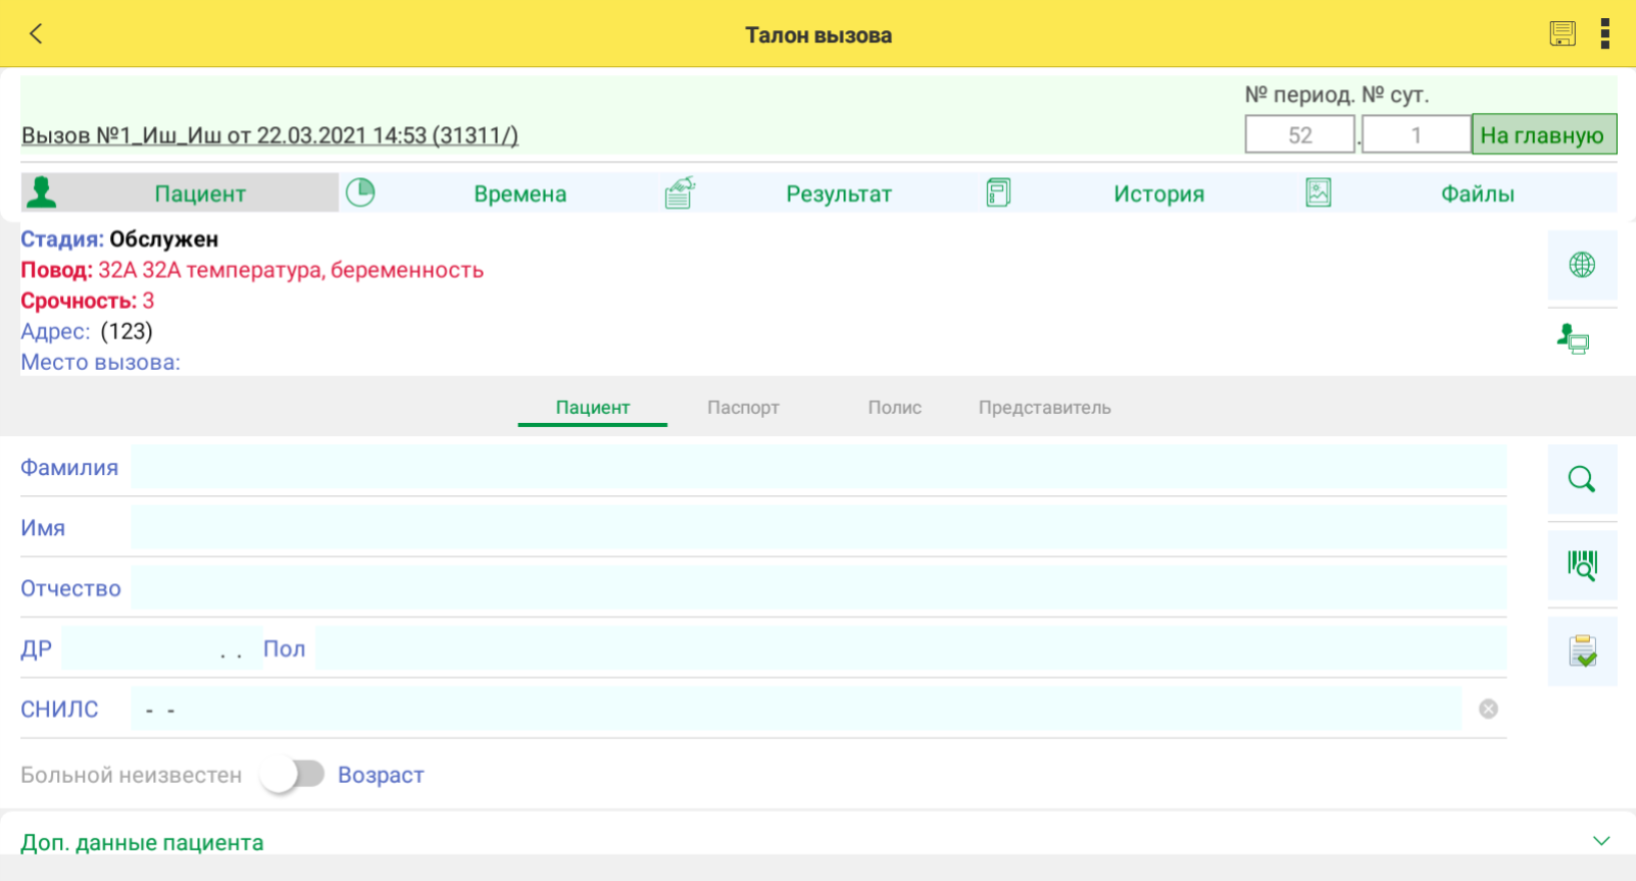 Талон вызова
№ период. № сут.
Вызов №1_Иш_Иш от 22.03.2021 14:53 (31311/) 52 . 1 На главную
Пациент Времена Результат История Файлы
Стадия: Обслужен
Повод: 32А 32А температура, беременность
Срочность: 3
Адрес: (123)
Место вызова:
Пациент Паспорт Полис Представитель
Фамилия
Имя
Отчество
ДР . . Пол
СНИЛС - -
Больной неизвестен Возраст
Доп. данные пациента